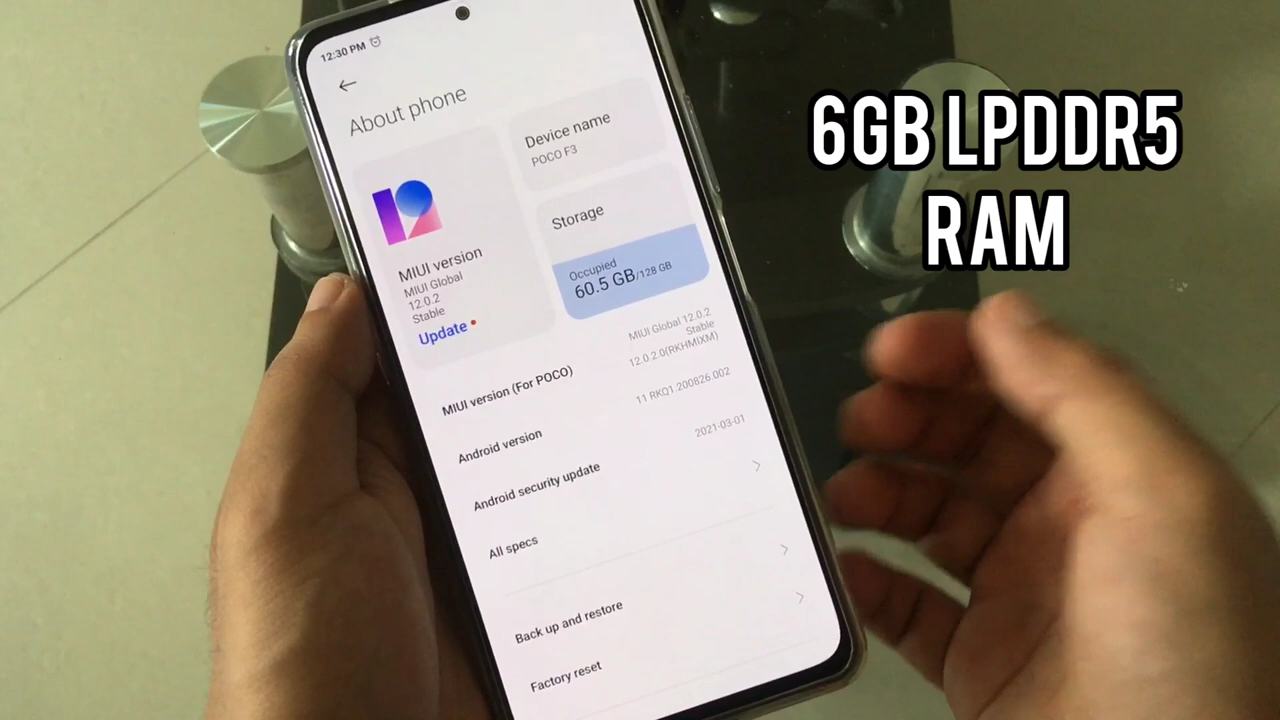 12:30 PM
About phone
MIUI version
MIUI Global
12.0.2
Stable
Update
Device name
POCO F3
Storage
Occupied
60.5 GB/128 GB
MIUI version (For POCO)
MIUI Global 12.0.2
Stable
12.0.2.0(RKHMIXM)
Android version
11 RKQ1.200826.002
Android security update
2021-03-01
All specs
Back up and restore
Factory reset
6GB LPDDR5
RAM